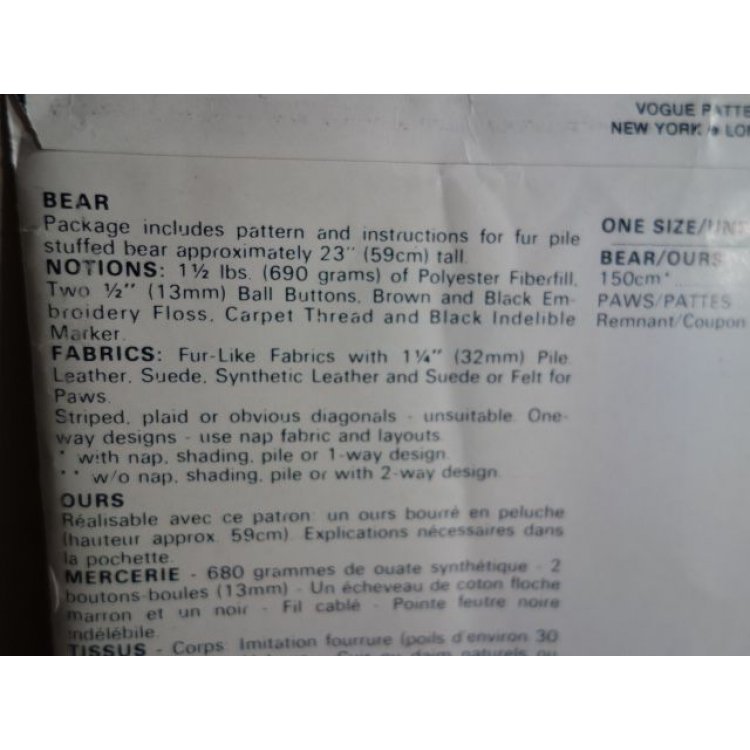 VOGUE PATTE
NEW YORK • LO
BEAR
Package includes pattern and instructions for fur pile
stuffed bear approximately 23" (59cm) tall.
NOTIONS: 1½ lbs. (690 grams) of Polyester Fiberfill,
Two ½" (13mm) Ball Buttons, Brown and Black Em-
broidery Floss, Carpet Thread and Black Indelible
Marker.
FABRICS: Fur-Like Fabrics with 1¼" (32mm) Pile.
Leather, Suede, Synthetic Leather and Suede or Felt for
Paws.
Striped, plaid or obvious diagonals - unsuitable. One-
way designs - use nap fabric and layouts.
* with nap, shading, pile or 1-way design.
** w/o nap, shading, pile or with 2-way design.
OURS
Réalisable avec ce patron: un ours bourré en peluche
(hauteur approx. 59cm). Explications nécessaires dans
la pochette.
MERCERIE - 680 grammes de ouate synthétique - 2
boutons-boules (13mm) - Un écheveau de coton floche
marron et un noir - Fil cablé - Pointe feutre noire
indélébile.
TISSUS - Corps: Imitation fourrure (poils d'environ 30
ONE SIZE/UN
BEAR/OURS
150cm*
PAWS/PATTES
Remnant/Coupon